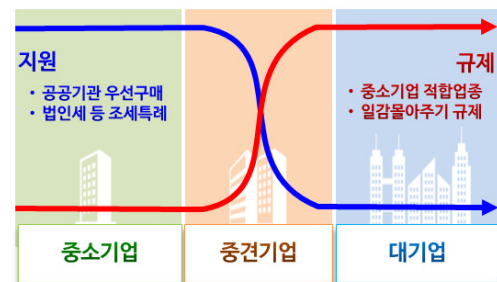 지원
• 공공기관 우선구매
• 법인세 등 조세특례
규제
• 중소기업 적합업종
• 일감몰아주기 규제
중소기업
중견기업
대기업